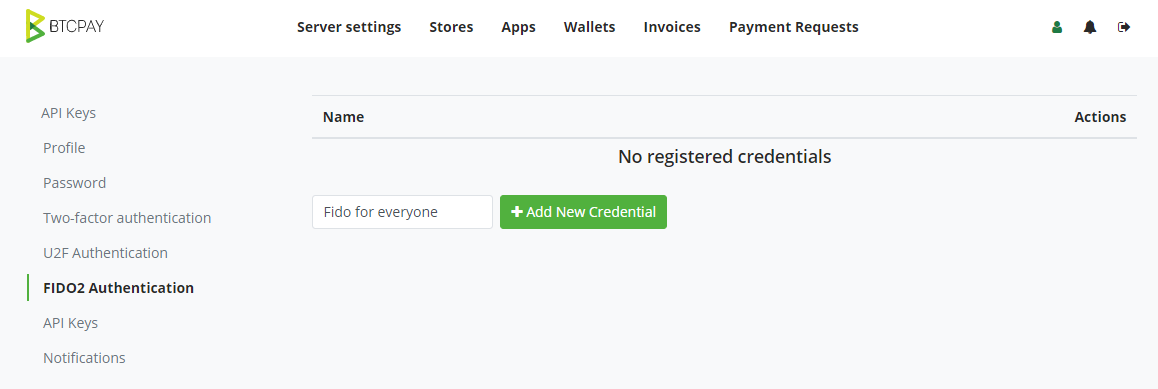 BTCPAY
Server settings Stores Apps Wallets Invoices Payment Requests
API Keys
Profile
Password
Two-factor authentication
U2F Authentication
FIDO2 Authentication
API Keys
Notifications
Name Actions
No registered credentials
Fido for everyone
Add New Credential